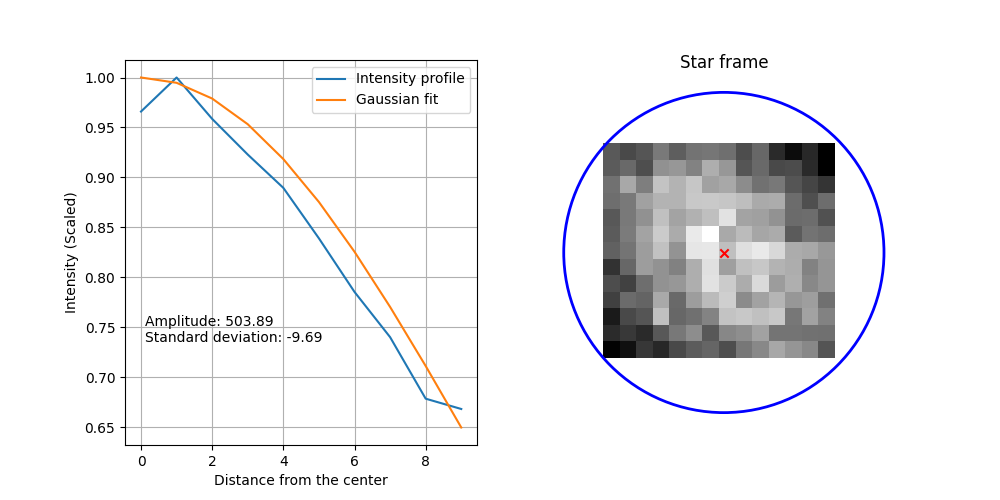 Star frame
1.00
0.95
0.90
0.85
0.80
0.75
0.70
0.65
Intensity (Scaled)
Intensity profile
Gaussian fit
Amplitude: 503.89
Standard deviation: -9.69
0 2 4 6 8
Distance from the center